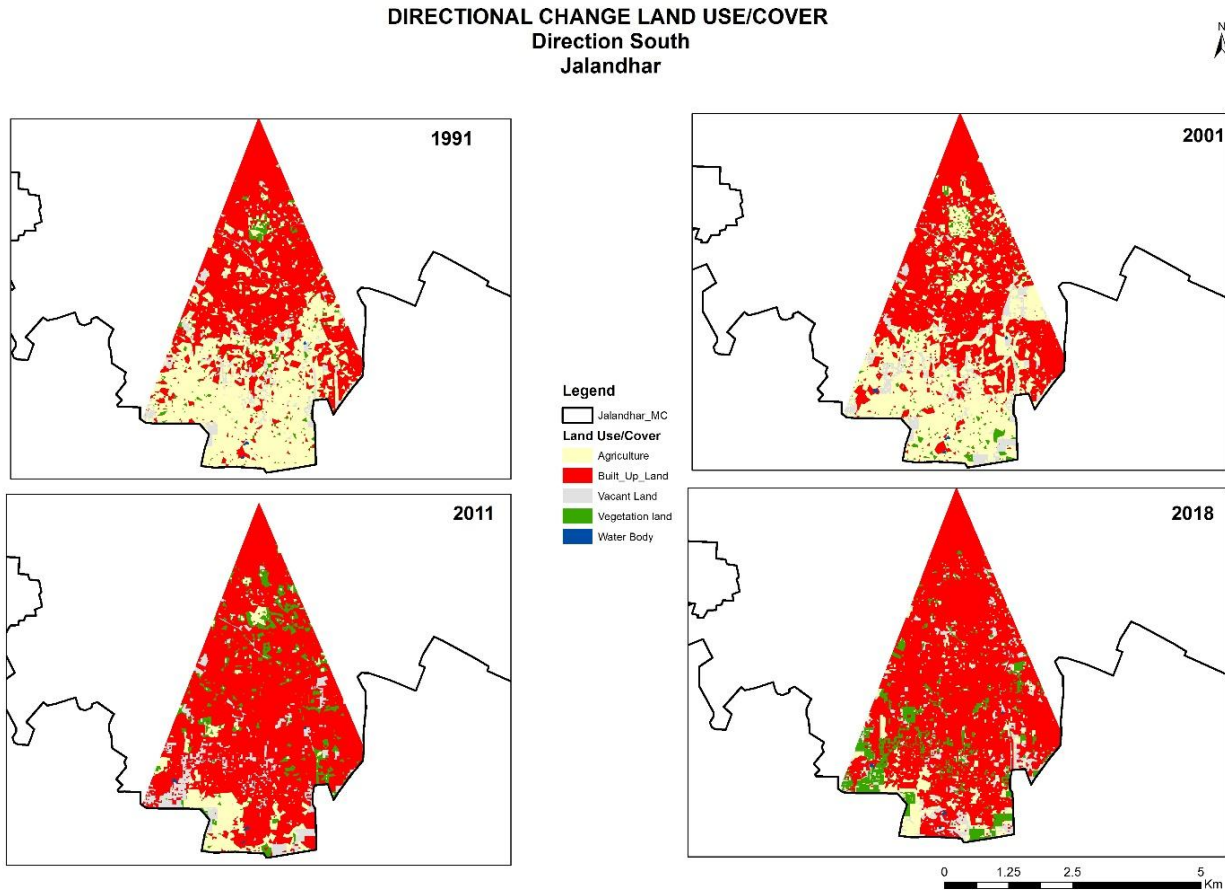 DIRECTIONAL CHANGE LAND USE/COVER
Direction South
Jalandhar
N
1991
2001
Legend
Jalandhar_MC
Land Use/Cover
Agriculture
Built_Up_Land
Vacant Land
Vegetation land
Water Body
2011
2018
0 1.25 2.5 5
Km